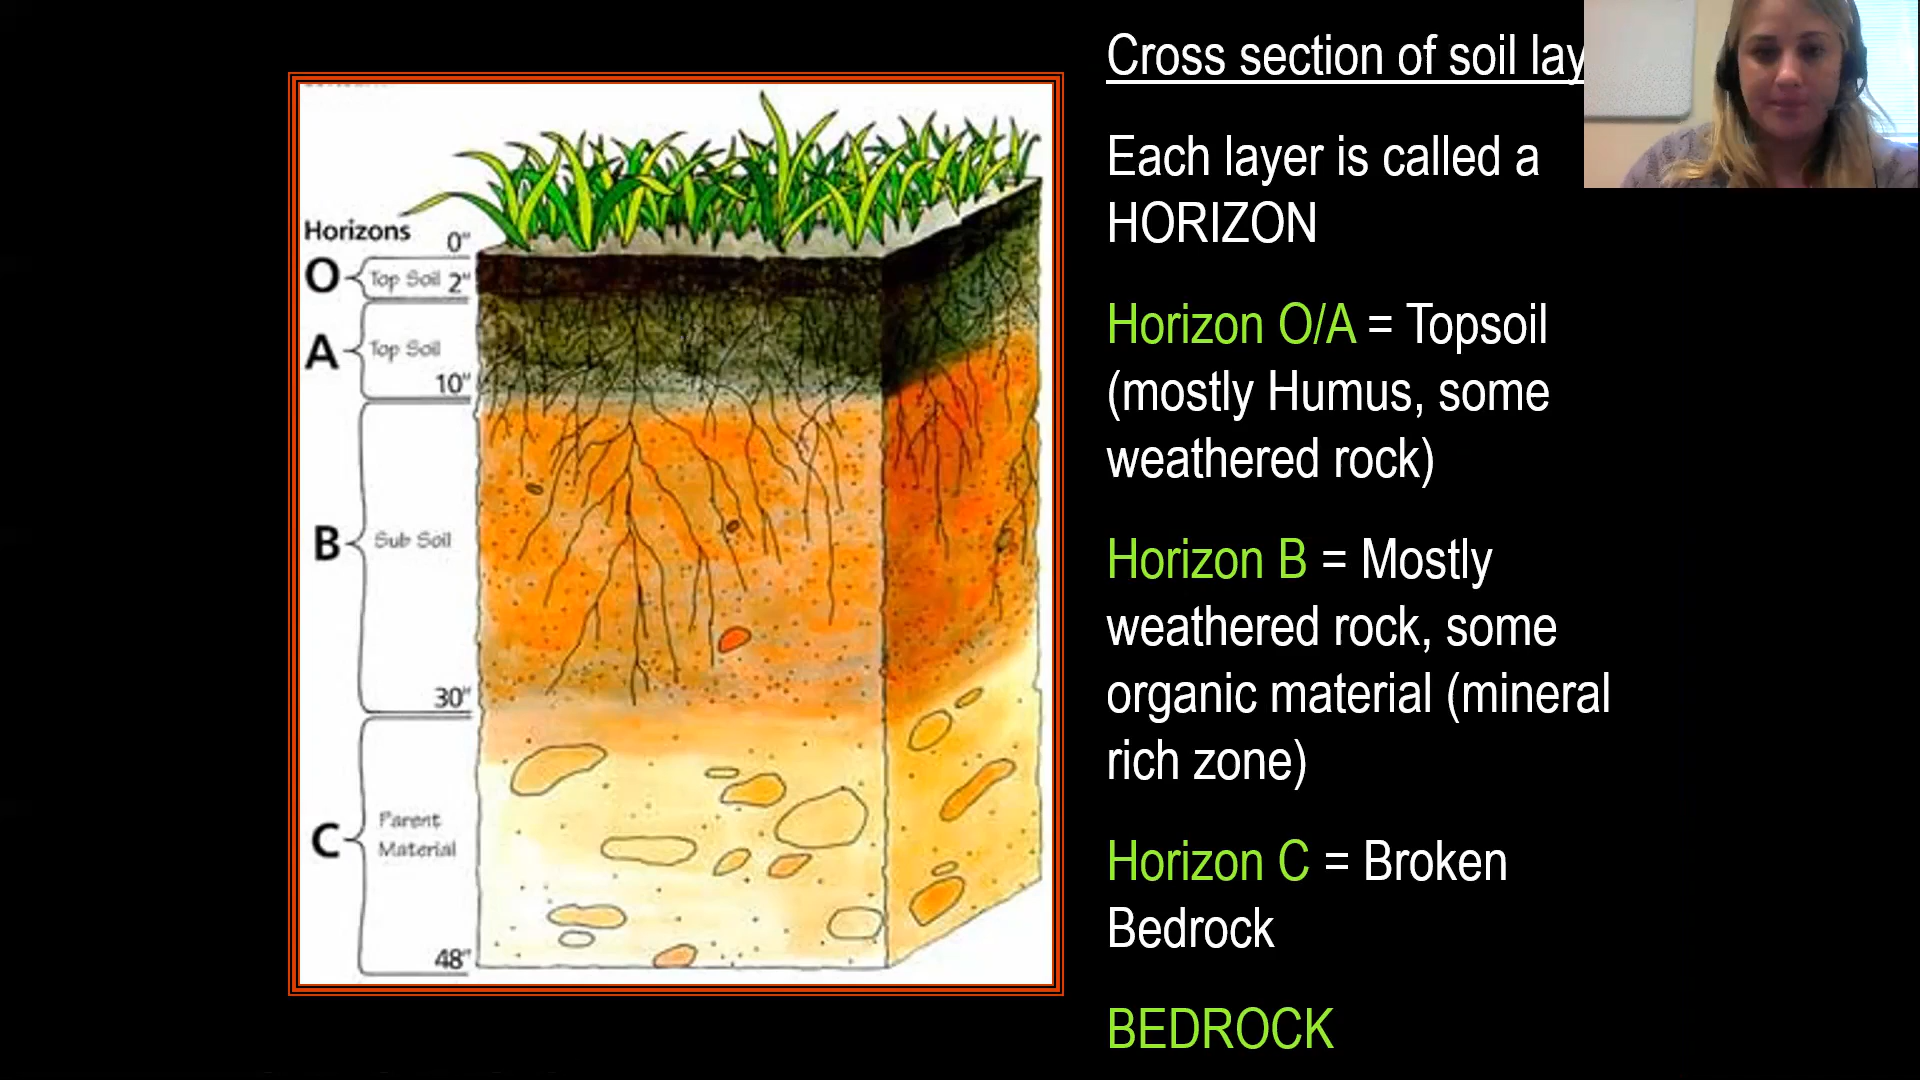 Horizons
0"
O Top Soil 2"
A Top Soil
10"
B Sub Soil
30"
C Parent
Material
48"
Cross section of soil lay
Each layer is called a
HORIZON
Horizon O/A = Topsoil
(mostly Humus, some
weathered rock)
Horizon B = Mostly
weathered rock, some
organic material (mineral
rich zone)
Horizon C = Broken
Bedrock
BEDROCK